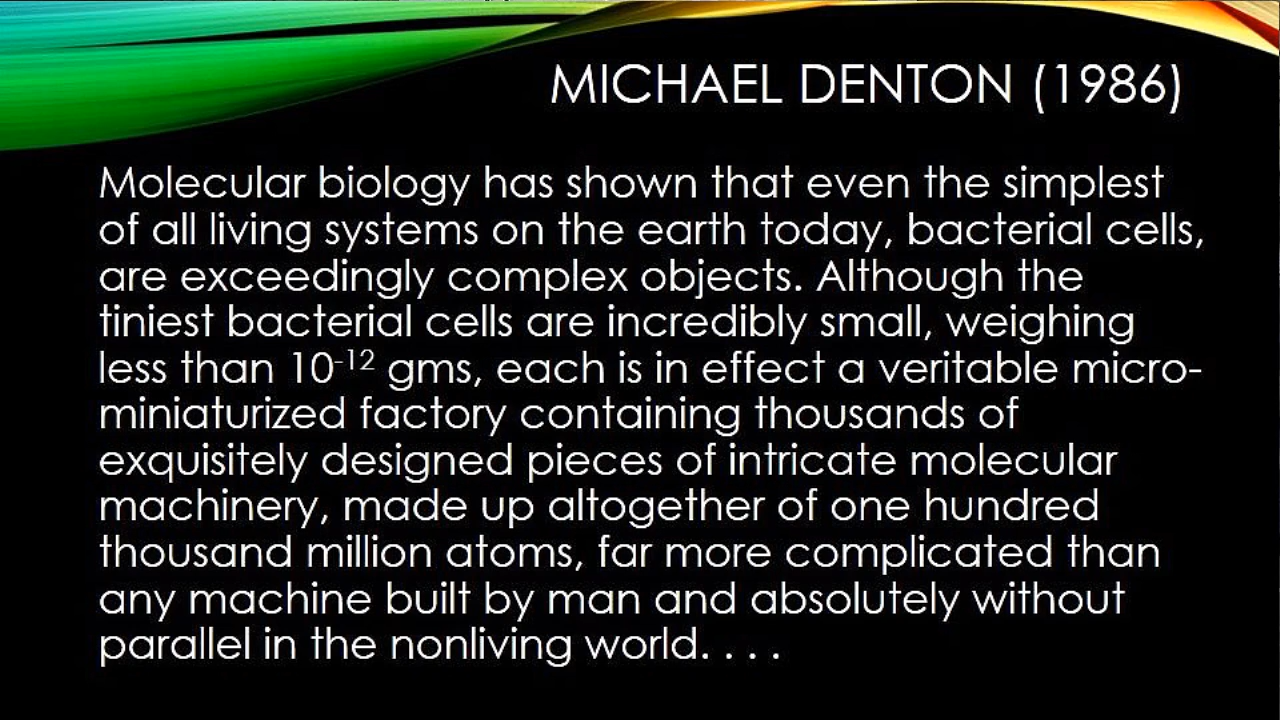 MICHAEL DENTON (1986)
Molecular biology has shown that even the simplest
of all living systems on the earth today, bacterial cells,
are exceedingly complex objects. Although the
tiniest bacterial cells are incredibly small, weighing
less than 10⁻¹² gms, each is in effect a veritable micro-
miniaturized factory containing thousands of
exquisitely designed pieces of intricate molecular
machinery, made up altogether of one hundred
thousand million atoms, far more complicated than
any machine built by man and absolutely without
parallel in the nonliving world. . . .